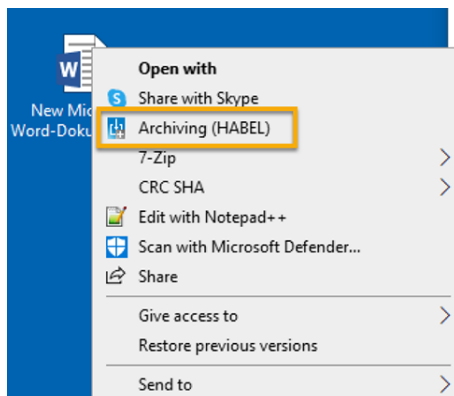 Open with
Share with Skype
Archiving (HABEL)
7-Zip
CRC SHA
Edit with Notepad++
Scan with Microsoft Defender...
Share
Give access to
Restore previous versions
Send to
W
New Mic
Word-Doku